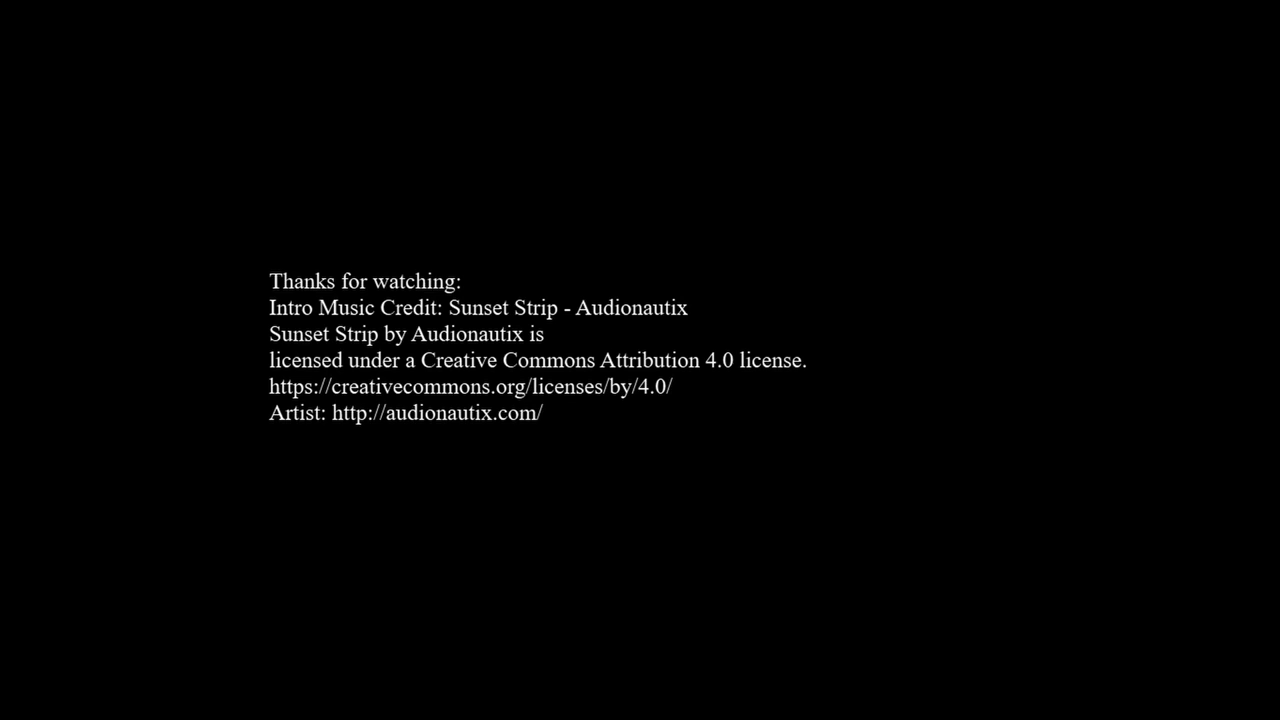 Thanks for watching:
Intro Music Credit: Sunset Strip - Audionautix
Sunset Strip by Audionautix is
licensed under a Creative Commons Attribution 4.0 license.
https://creativecommons.org/licenses/by/4.0/
Artist: http://audionautix.com/